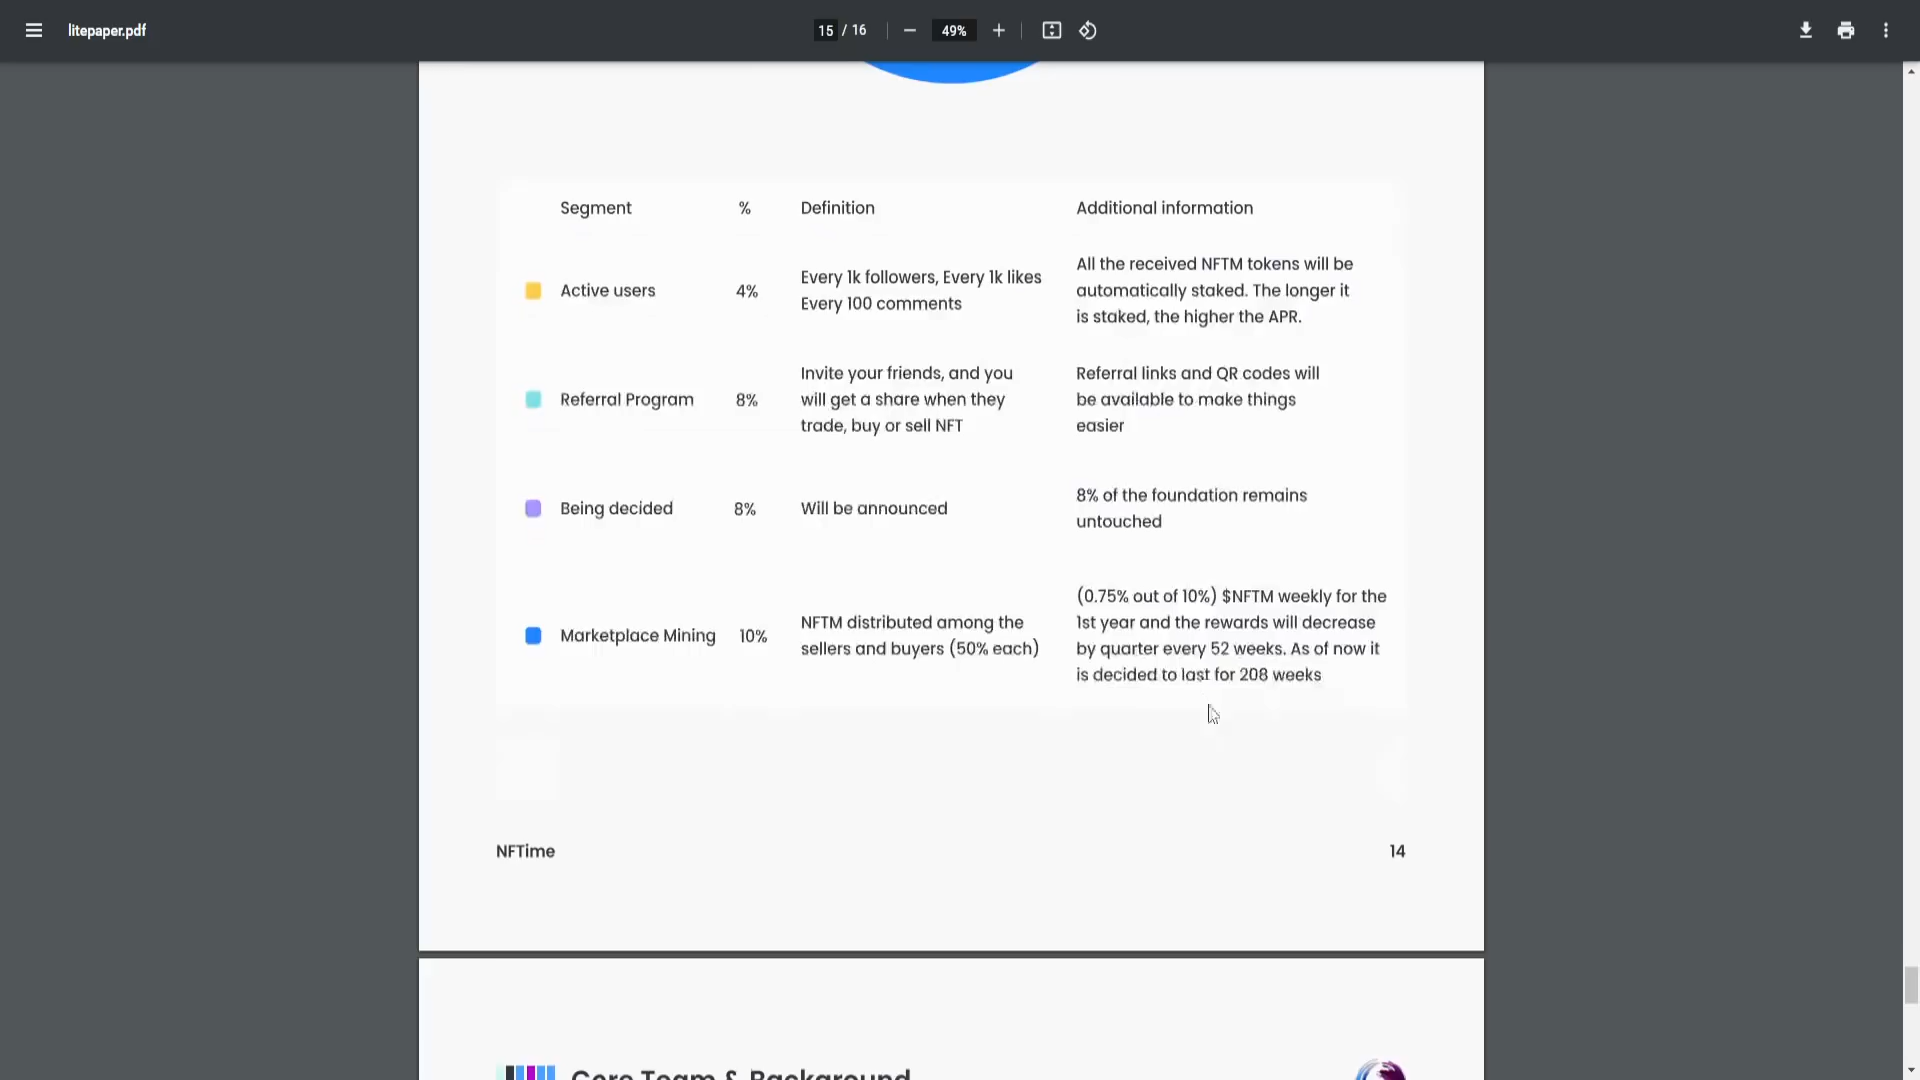 litepaper.pdf
15 / 16
49%
Segment % Definition Additional information
Active users 4%
Every 1k followers, Every 1k likes
Every 100 comments
All the received NFTM tokens will be
automatically staked. The longer it
is staked, the higher the APR.
Referral Program 8%
Invite your friends, and you
will get a share when they
trade, buy or sell NFT
Referral links and QR codes will
be available to make things
easier
Being decided 8%
Will be announced
8% of the foundation remains
untouched
Marketplace Mining 10%
NFTM distributed among the
sellers and buyers (50% each)
(0.75% out of 10%) $NFTM weekly for the
1st year and the rewards will decrease
by quarter every 52 weeks. As of now it
is decided to last for 208 weeks
NFTime 14
Core Team & Background